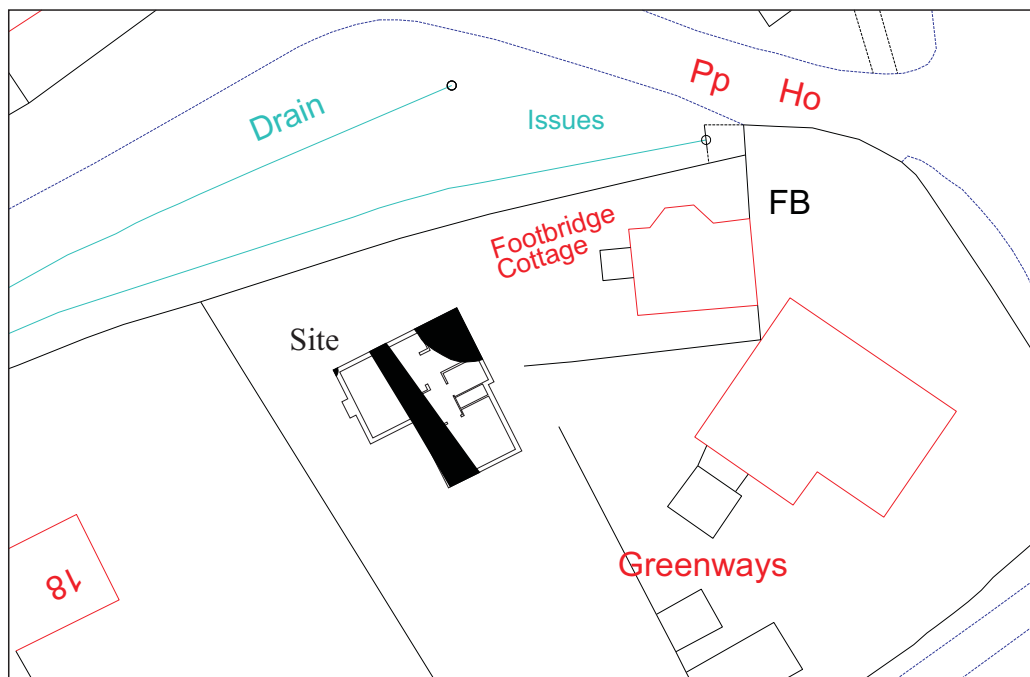 Pp
Ho
Drain
Issues
FB
Footbridge
Cottage
Site
Greenways
18